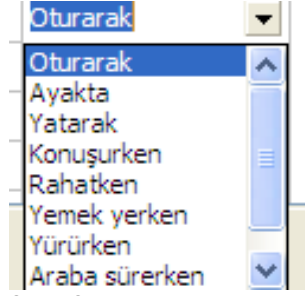 Oturarak
Oturarak
Ayakta
Yatarak
Konuşurken
Rahatken
Yemek yerken
Yürürken
Araba sürerken